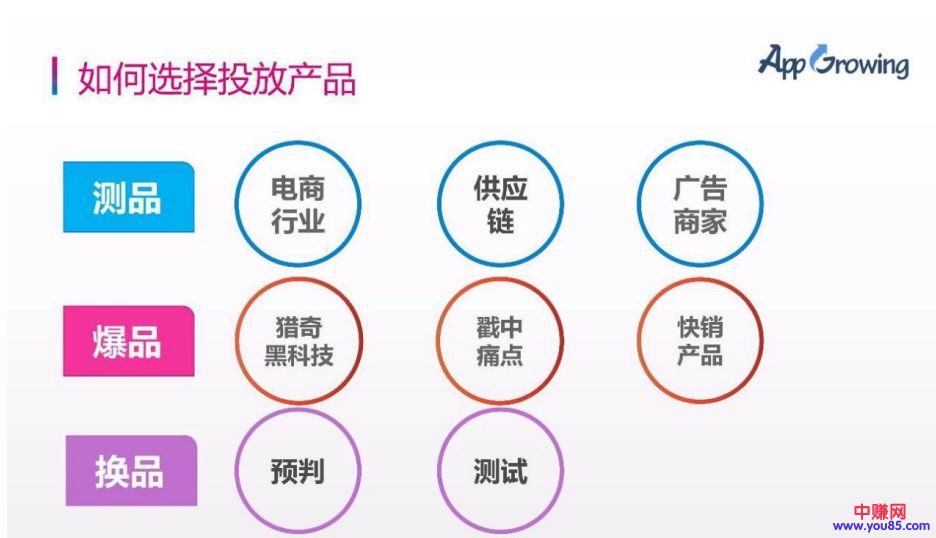 如何选择投放产品
AppGrowing
测品
电商
行业
供应
链
广告
商家
爆品
猎奇
黑科技
戳中
痛点
快销
产品
换品
预判
测试
中赚网
www.you85.com